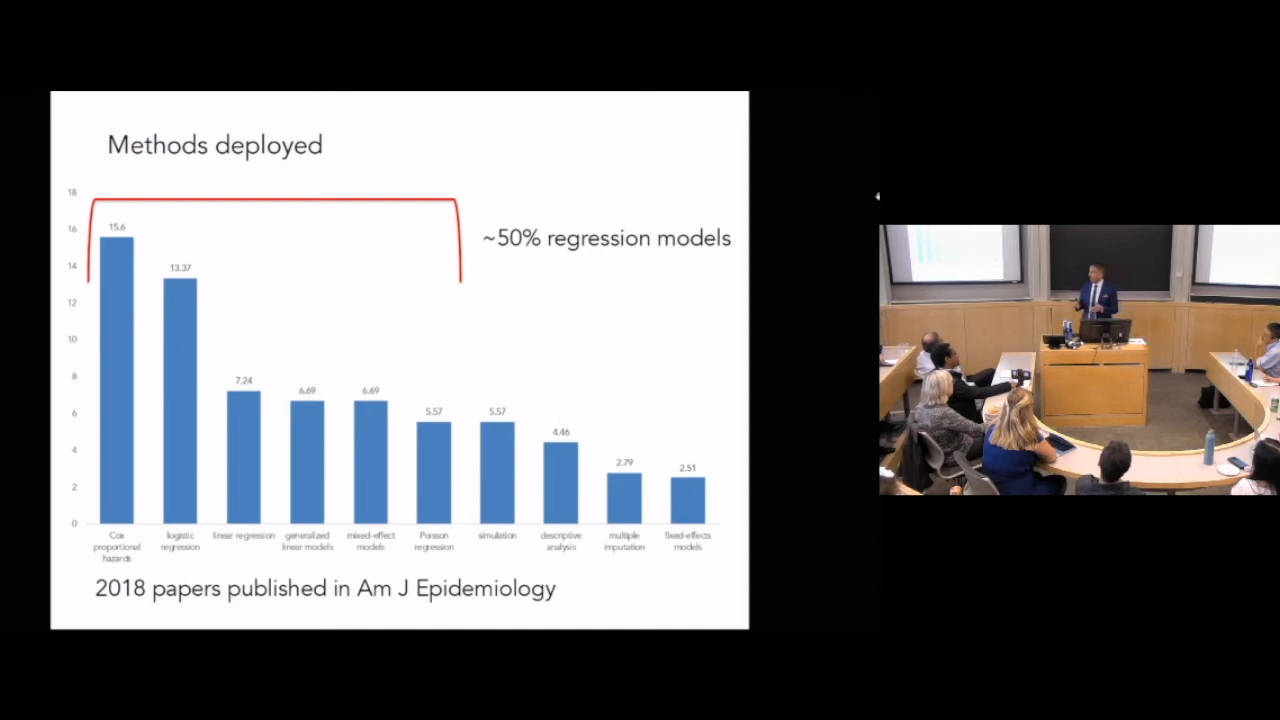 Methods deployed
18
16
14
12
10
8
6
4
2
0
15.6
13.37
7.24
6.69
6.69
5.57
5.57
4.46
2.79
2.51
~50% regression models
Cox
proportional
hazards
logistic
regression
linear regression
generalized
linear models
mixed-effect
models
Poisson
regression
simulation
descriptive
analysis
multiple
imputation
fixed-effects
models
2018 papers published in Am J Epidemiology